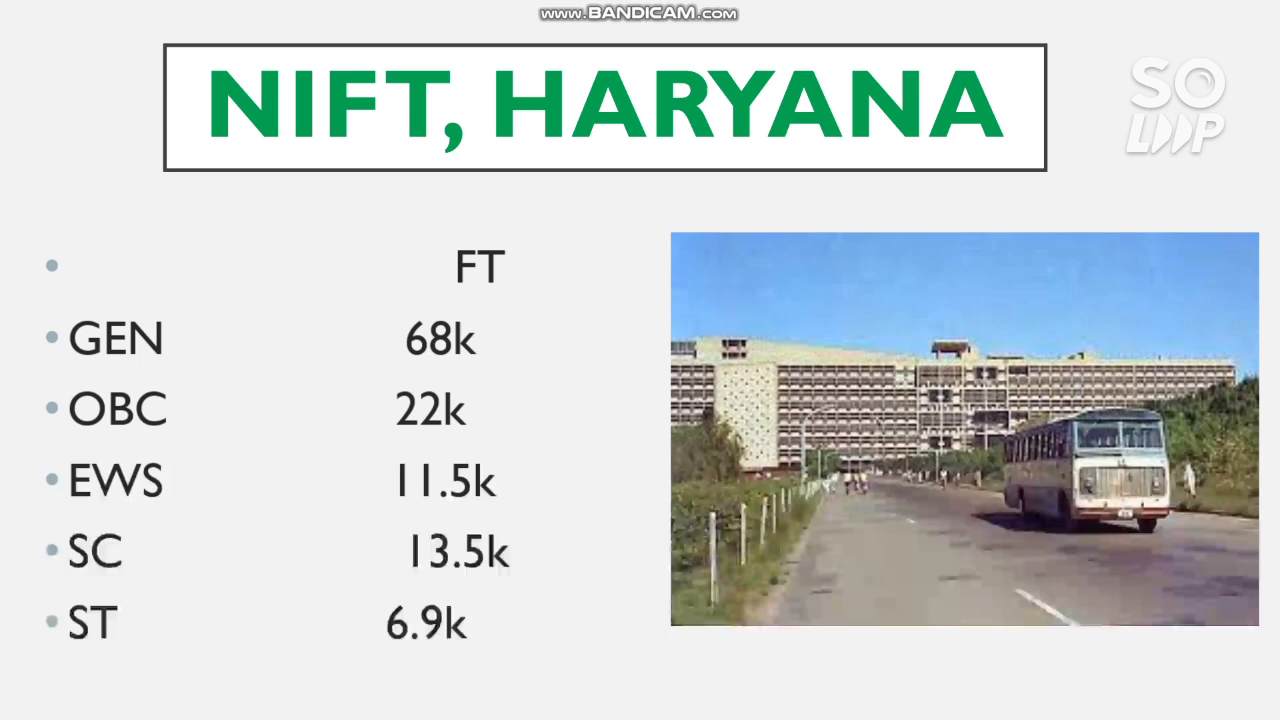 www.BANDICAM.com
NIFT, HARYANA
SO
LOOP
FT
GEN 68k
OBC 22k
EWS 11.5k
SC 13.5k
ST 6.9k